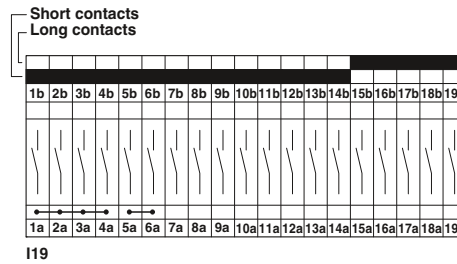 Short contacts
Long contacts
1b 2b 3b 4b 5b 6b 7b 8b 9b 10b 11b 12b 13b 14b 15b 16b 17b 18b 19
1a 2a 3a 4a 5a 6a 7a 8a 9a 10a 11a 12a 13a 14a 15a 16a 17a 18a 19
I19